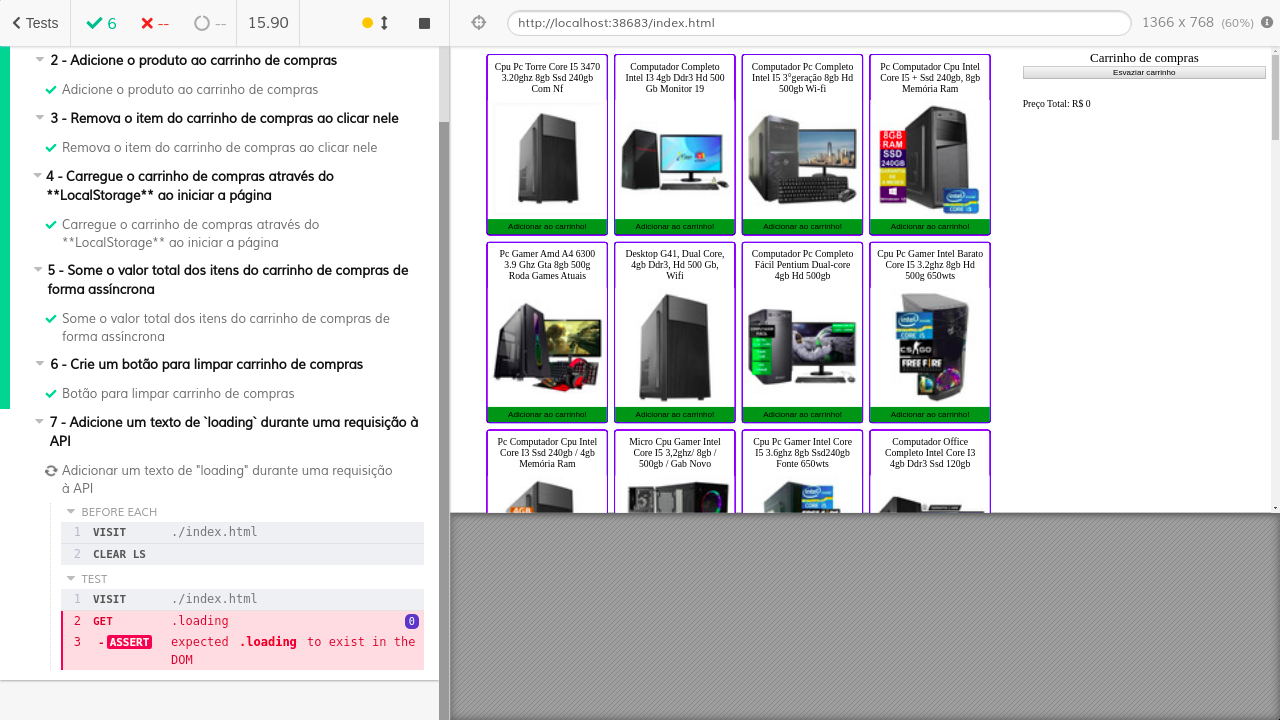 Tests
6
--
--
15.90
http://localhost:38683/index.html
1366 x 768 (60%)
2 - Adicione o produto ao carrinho de compras
Adicione o produto ao carrinho de compras
3 - Remova o item do carrinho de compras ao clicar nele
Remova o item do carrinho de compras ao clicar nele
4 - Carregue o carrinho de compras através do
**LocalStorage** ao iniciar a página
Carregue o carrinho de compras através do
**LocalStorage** ao iniciar a página
5 - Some o valor total dos itens do carrinho de compras de
forma assíncrona
Some o valor total dos itens do carrinho de compras de
forma assíncrona
6 - Crie um botão para limpar carrinho de compras
Botão para limpar carrinho de compras
7 - Adicione um texto de `loading` durante uma requisição à
API
Adicionar um texto de "loading" durante uma requisição
à API
BEFORE EACH
1 VISIT ./index.html
2 CLEAR LS
TEST
1 VISIT ./index.html
2 GET .loading 0
3 -ASSERT expected .loading to exist in the
DOM
Cpu Pc Torre Core I5 3470
3.20ghz 8gb Ssd 240gb
Com Nf
Adicionar ao carrinho!
Computador Completo
Intel I3 4gb Ddr3 Hd 500
Gb Monitor 19
Adicionar ao carrinho!
Computador Pc Completo
Intel I5 3°geração 8gb Hd
500gb Wi-fi
Adicionar ao carrinho!
Pc Computador Cpu Intel
Core I5 + Ssd 240gb, 8gb
Memória Ram
8GB
RAM
SSD
240GB
Adicionar ao carrinho!
Pc Gamer Amd A4 6300
3.9 Ghz Gta 8gb 500g
Roda Games Atuais
Adicionar ao carrinho!
Desktop G41, Dual Core,
4gb Ddr3, Hd 500 Gb,
Wifi
Adicionar ao carrinho!
Computador Pc Completo
Fácil Pentium Dual-core
4gb Hd 500gb
Adicionar ao carrinho!
Cpu Pc Gamer Intel Barato
Core I5 3.2ghz 8gb Hd
500g 650wts
intel
CORE i5
CS:GO
FREE FIRE
Adicionar ao carrinho!
Pc Computador Cpu Intel
Core I3 Ssd 240gb / 4gb
Memória Ram
Micro Cpu Gamer Intel
Core I5 3,2ghz/ 8gb /
500gb / Gab Novo
Cpu Pc Gamer Intel Core
I5 3.6ghz 8gb Ssd240gb
Fonte 650wts
Computador Office
Completo Intel Core I3
4gb Ddr3 Ssd 120gb
Carrinho de compras
Esvaziar carrinho
Preço Total: R$ 0